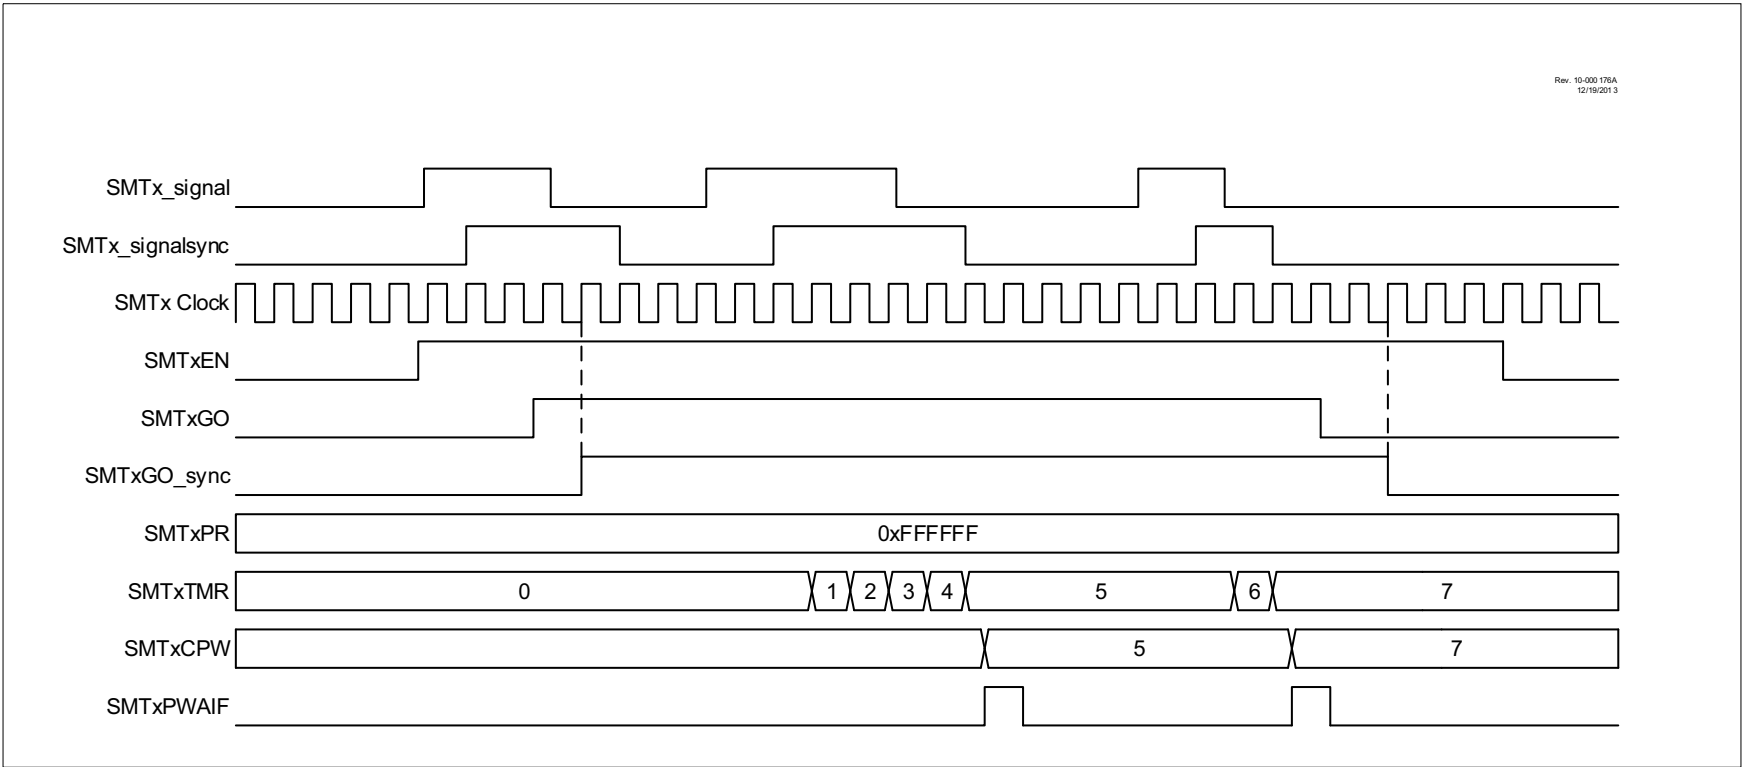 Rev. 10-000 176A
12/19/201 3
SMTx_signal
SMTx_signalsync
SMTx Clock
SMTxEN
SMTxGO
SMTxGO_sync
SMTxPR 0xFFFFFF
SMTxTMR 0 1 2 3 4 5 6 7
SMTxCPW 5 7
SMTxPWAIF